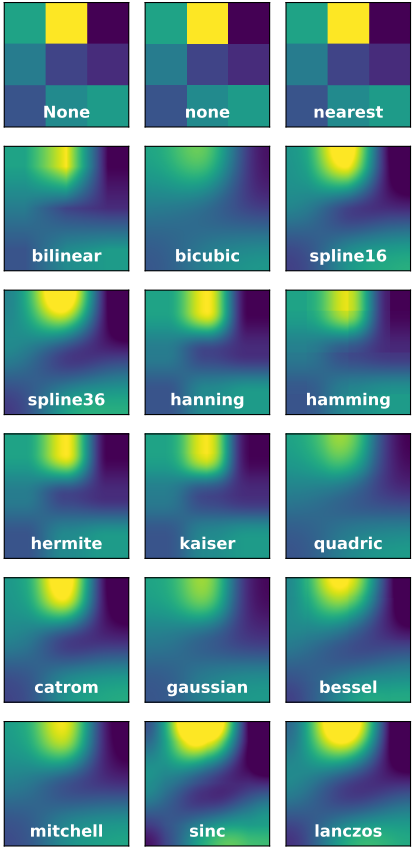 None
none
nearest
bilinear
bicubic
spline16
spline36
hanning
hamming
hermite
kaiser
quadric
catrom
gaussian
bessel
mitchell
sinc
lanczos